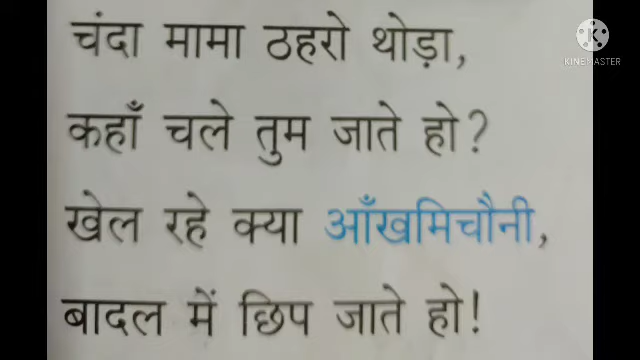 चंदा मामा ठहरो थोड़ा,
कहाँ चले तुम जाते हो?
खेल रहे क्या आँखमिचौनी,
बादल में छिप जाते हो!
KINEMASTER